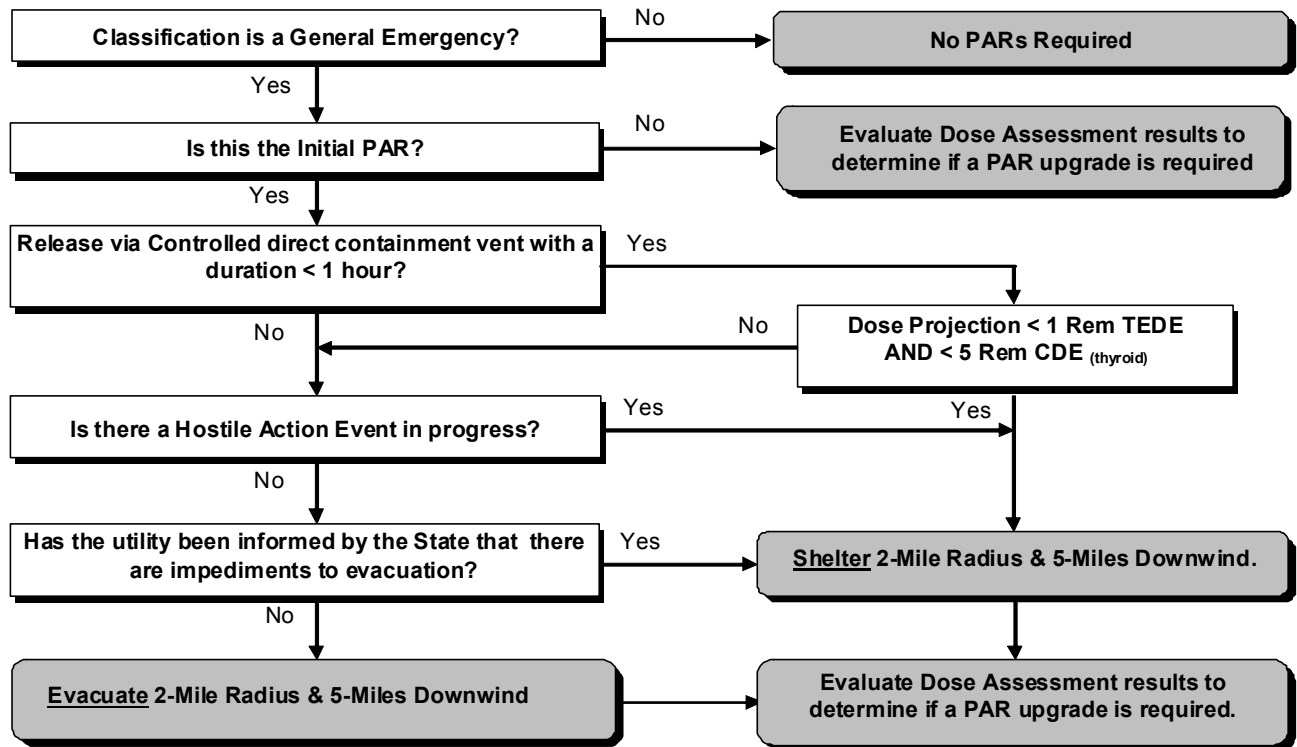 Classification is a General Emergency?
No
No PARs Required
Yes
Is this the Initial PAR?
No
Evaluate Dose Assessment results to
determine if a PAR upgrade is required
Yes
Release via Controlled direct containment vent with a
duration < 1 hour?
Yes
No
No
Dose Projection < 1 Rem TEDE
AND < 5 Rem CDE (thyroid)
Is there a Hostile Action Event in progress?
Yes
Yes
No
Has the utility been informed by the State that there
are impediments to evacuation?
Yes
Shelter 2-Mile Radius & 5-Miles Downwind.
No
Evacuate 2-Mile Radius & 5-Miles Downwind
Evaluate Dose Assessment results to
determine if a PAR upgrade is required.